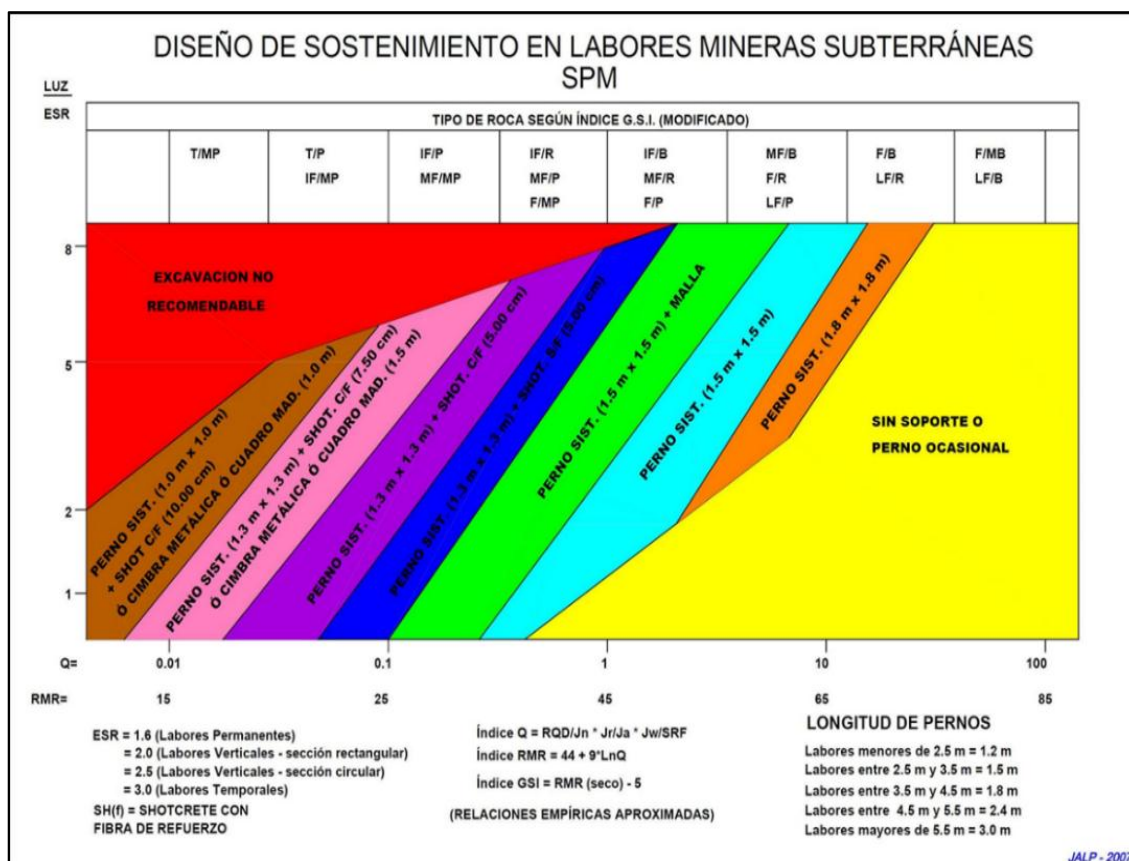 DISEÑO DE SOSTENIMIENTO EN LABORES MINERAS SUBTERRÁNEAS
SPM
LUZ
ESR
TIPO DE ROCA SEGÚN ÍNDICE G.S.I. (MODIFICADO)
T/MP
T/P
IF/MP
IF/P
MF/MP
IF/R
MF/P
F/MP
IF/B
MF/R
F/P
MF/B
F/R
LF/P
F/B
LF/R
F/MB
LF/B
8
5
2
1
EXCAVACION NO
RECOMENDABLE
PERNO SIST. (1.0 m x 1.0 m)
+ SHOT C/F (10.00 cm)
Ó CIMBRA METÁLICA Ó CUADRO MAD. (1.0 m)
PERNO SIST. (1.3 m x 1.3 m) + SHOT. C/F (7.50 cm)
Ó CIMBRA METÁLICA Ó CUADRO MAD. (1.5 m)
PERNO SIST. (1.3 m x 1.3 m) + SHOT. C/F (5.00 cm)
PERNO SIST. (1.3 m x 1.3 m) + SHOT. S/F (5.00 cm)
PERNO SIST. (1.5 m x 1.5 m) + MALLA
PERNO SIST. (1.5 m x 1.5 m)
PERNO SIST. (1.8 m x 1.8 m)
SIN SOPORTE O
PERNO OCASIONAL
Q= 0.01 0.1 1 10 100
RMR= 15 25 45 65 85
ESR = 1.6 (Labores Permanentes)
= 2.0 (Labores Verticales - sección rectangular)
= 2.5 (Labores Verticales - sección circular)
= 3.0 (Labores Temporales)
SH(f) = SHOTCRETE CON
FIBRA DE REFUERZO
Índice Q = RQD/Jn * Jr/Ja * Jw/SRF
Índice RMR = 44 + 9*LnQ
Índice GSI = RMR (seco) - 5
(RELACIONES EMPÍRICAS APROXIMADAS)
LONGITUD DE PERNOS
Labores menores de 2.5 m = 1.2 m
Labores entre 2.5 m y 3.5 m = 1.5 m
Labores entre 3.5 m y 4.5 m = 1.8 m
Labores entre 4.5 m y 5.5 m = 2.4 m
Labores mayores de 5.5 m = 3.0 m
JALP - 2007